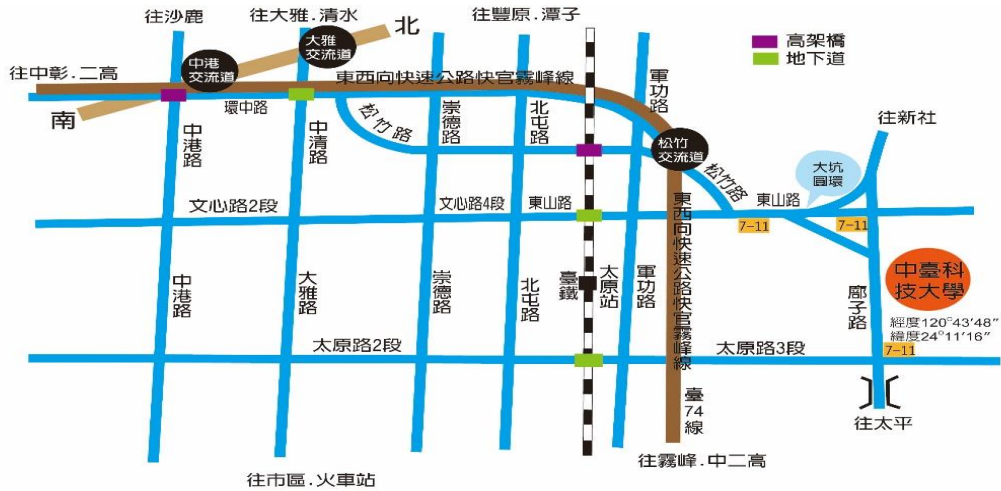 往沙鹿
往大雅.清水
北
往豐原.潭子
高架橋
地下道
大雅
交流道
中港
交流道
往中彰.二高
東西向快速公路快官霧峰線
軍功路
南
環中路
中港路
中清路
松竹路
崇德路
北屯路
松竹
交流道
松竹路
往新社
大坑
圓環
文心路2段
文心路4段
東山路
東山路
7-11
7-11
東西向快速公路快官霧峰線
中港路
大雅路
崇德路
北屯路
臺鐵
太原站
軍功路
廍子路
中臺科
技大學
經度120°43′48″
緯度24°11′16″
7-11
太原路2段
太原路3段
臺74線
往太平
往市區.火車站
往霧峰.中二高